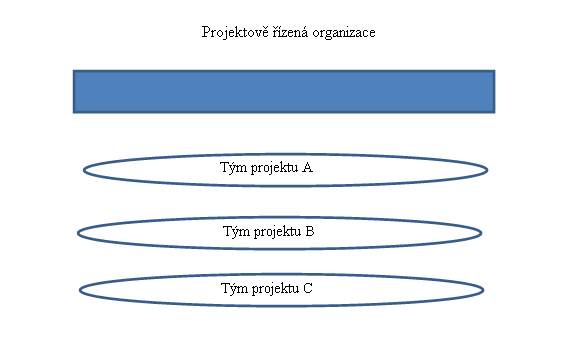 Projektově řízená organizace
Tým projektu A
Tým projektu B
Tým projektu C